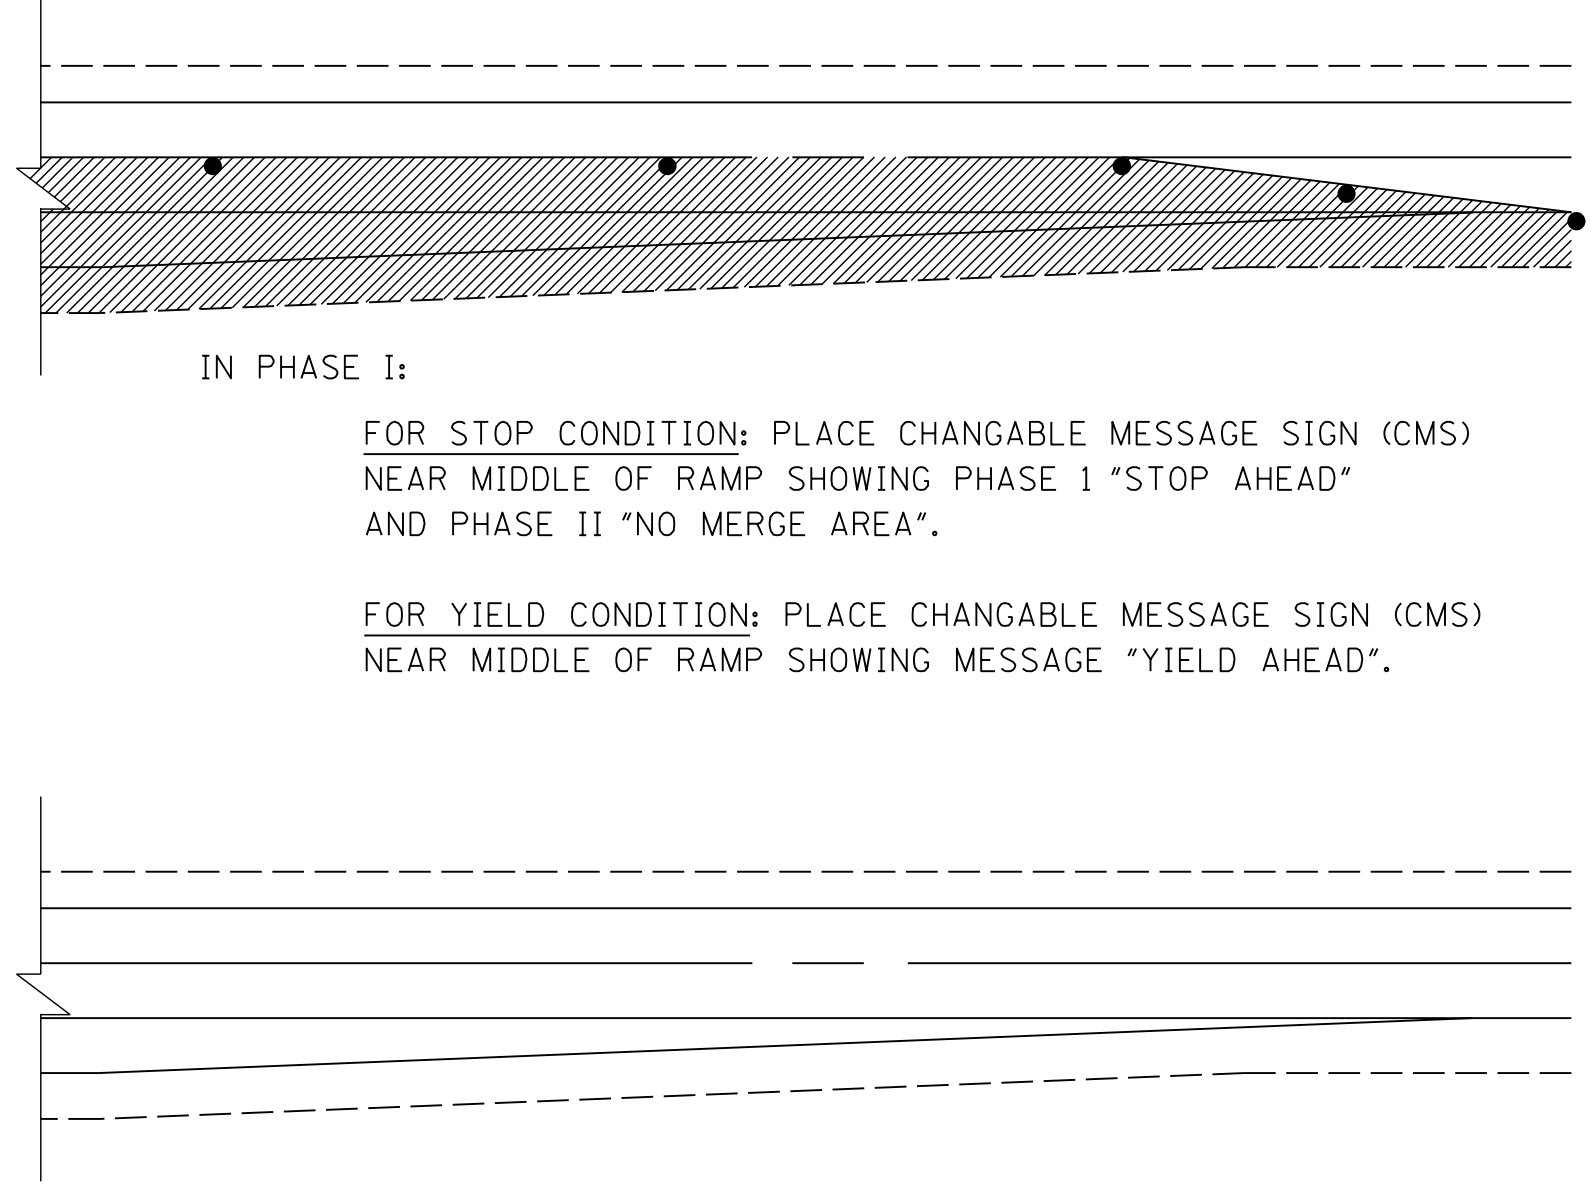 IN PHASE I:
FOR STOP CONDITION: PLACE CHANGABLE MESSAGE SIGN (CMS)
NEAR MIDDLE OF RAMP SHOWING PHASE 1 "STOP AHEAD"
AND PHASE II "NO MERGE AREA".
FOR YIELD CONDITION: PLACE CHANGABLE MESSAGE SIGN (CMS)
NEAR MIDDLE OF RAMP SHOWING MESSAGE "YIELD AHEAD".